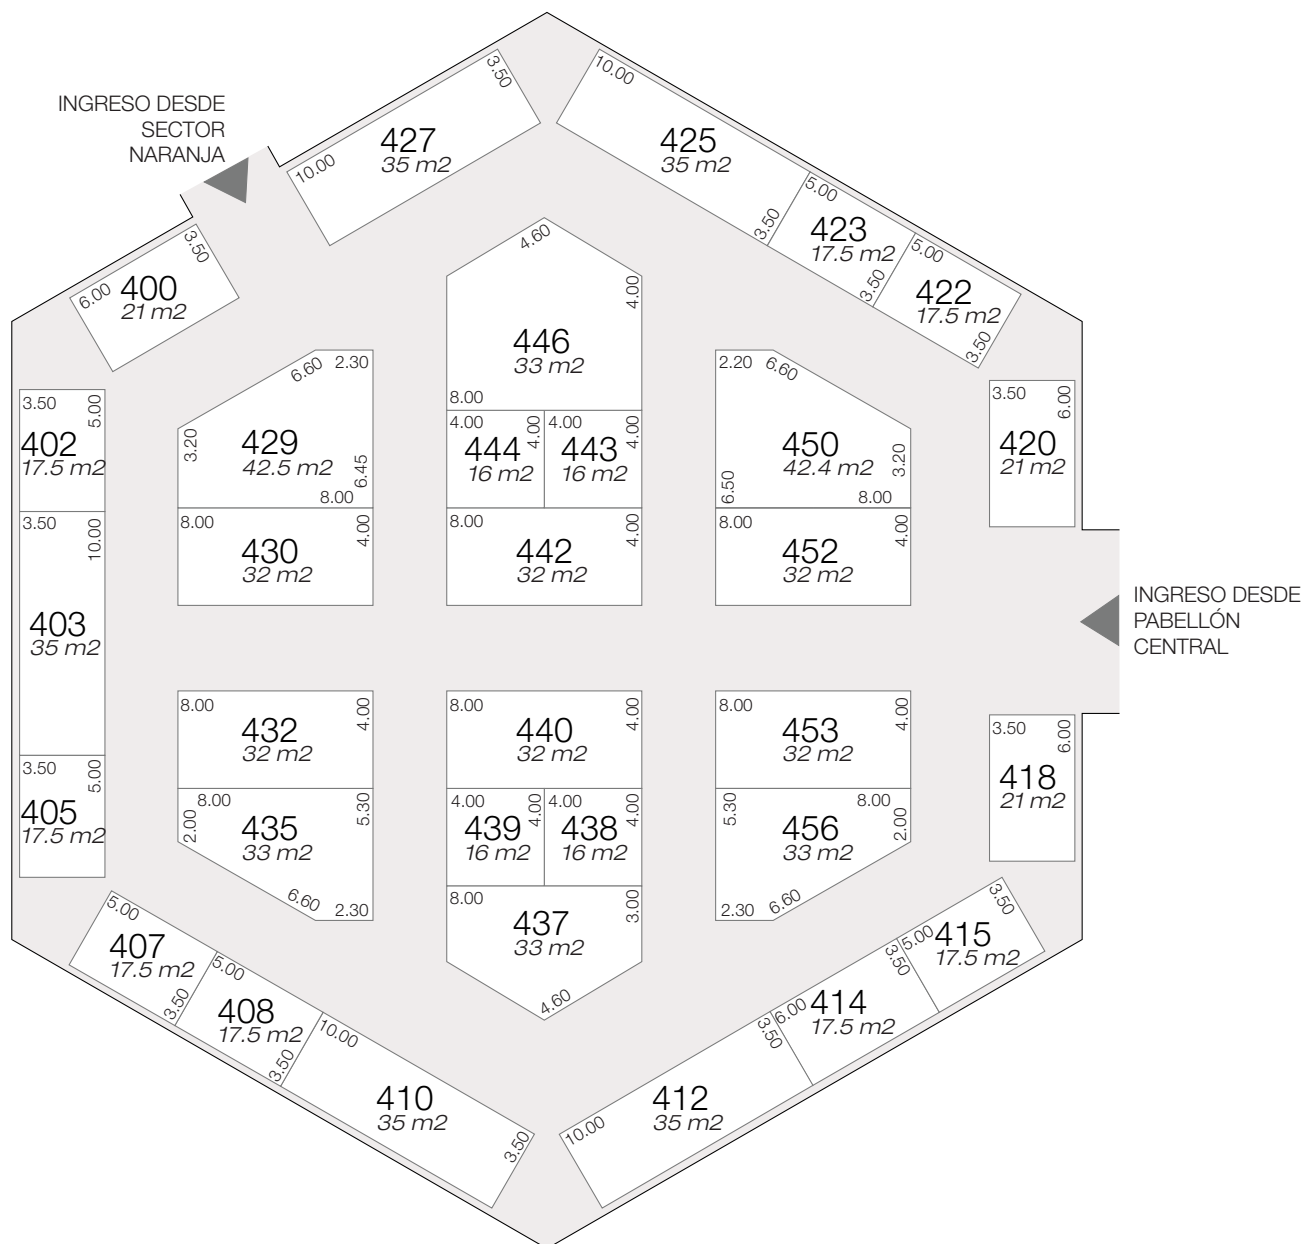 INGRESO DESDE
SECTOR
NARANJA
3.50
10.00
427
35 m2
10.00
425
35 m2
3.50
5.00
423
17.5 m2
3.50
5.00
422
17.5 m2
3.50
3.50
6.00
400
21 m2
4.60
4.00
446
33 m2
8.00
6.60
2.30
3.20
429
42.5 m2
6.45
8.00
4.00
4.00
444
16 m2
4.00
4.00
443
16 m2
2.20
6.60
450
42.4 m2
3.20
6.50
8.00
3.50
6.00
420
21 m2
3.50
5.00
402
17.5 m2
3.50
10.00
403
35 m2
8.00
4.00
430
32 m2
8.00
4.00
442
32 m2
8.00
4.00
452
32 m2
INGRESO DESDE
PABELLÓN
CENTRAL
8.00
4.00
432
32 m2
8.00
4.00
440
32 m2
8.00
4.00
453
32 m2
3.50
6.00
418
21 m2
3.50
5.00
405
17.5 m2
8.00
2.00
5.30
435
33 m2
6.60
2.30
4.00
4.00
439
16 m2
4.00
4.00
438
16 m2
5.30
8.00
2.00
456
33 m2
2.30
6.60
8.00
3.00
437
33 m2
4.60
5.00
407
17.5 m2
3.50
5.00
408
17.5 m2
3.50
10.00
410
35 m2
3.50
3.50
5.00
415
17.5 m2
3.50
6.00
414
17.5 m2
3.50
412
35 m2
10.00